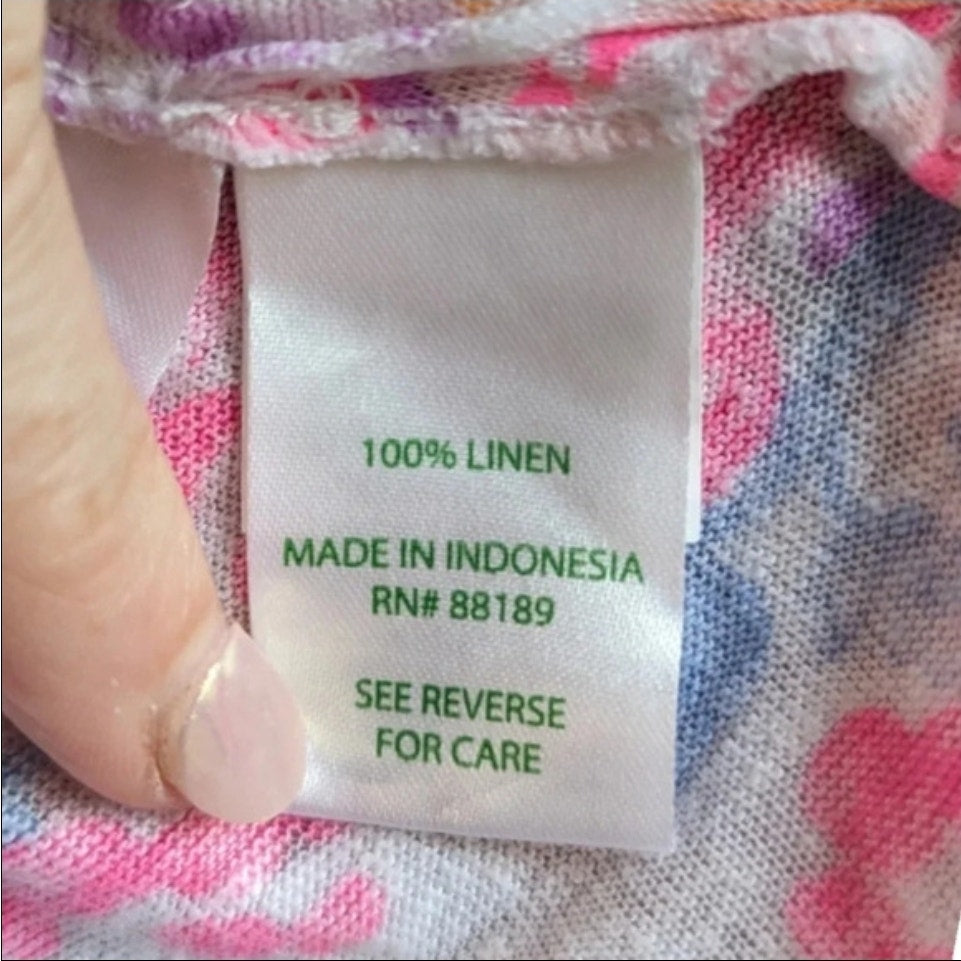 100% LINEN
MADE IN INDONESIA
RN# 88189
SEE REVERSE
FOR CARE